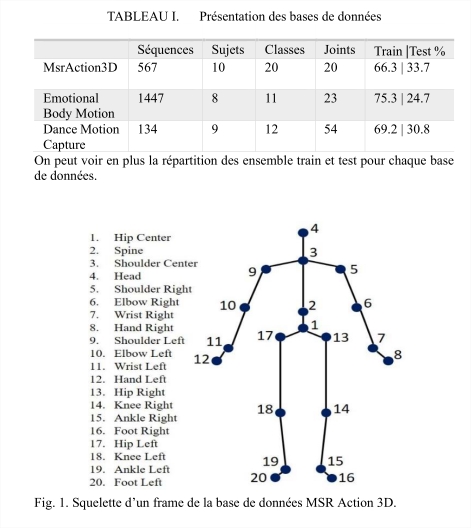 TABLEAU I. Présentation des bases de données
Séquences Sujets Classes Joints Train |Test %
MsrAction3D 567 10 20 20 66.3 | 33.7
Emotional 1447 8 11 23 75.3 | 24.7
Body Motion
Dance Motion 134 9 12 54 69.2 | 30.8
Capture
On peut voir en plus la répartition des ensemble train et test pour chaque base
de données.
1. Hip Center
2. Spine
3. Shoulder Center
4. Head
5. Shoulder Right
6. Elbow Right
7. Wrist Right
8. Hand Right
9. Shoulder Left
10. Elbow Left
11. Wrist Left
12. Hand Left
13. Hip Right
14. Knee Right
15. Ankle Right
16. Foot Right
17. Hip Left
18. Knee Left
19. Ankle Left
20. Foot Left
4
3
9 5
10 2 6
1
17 13
11 7
12 8
18 14
19 15
20 16
Fig. 1. Squelette d'un frame de la base de données MSR Action 3D.